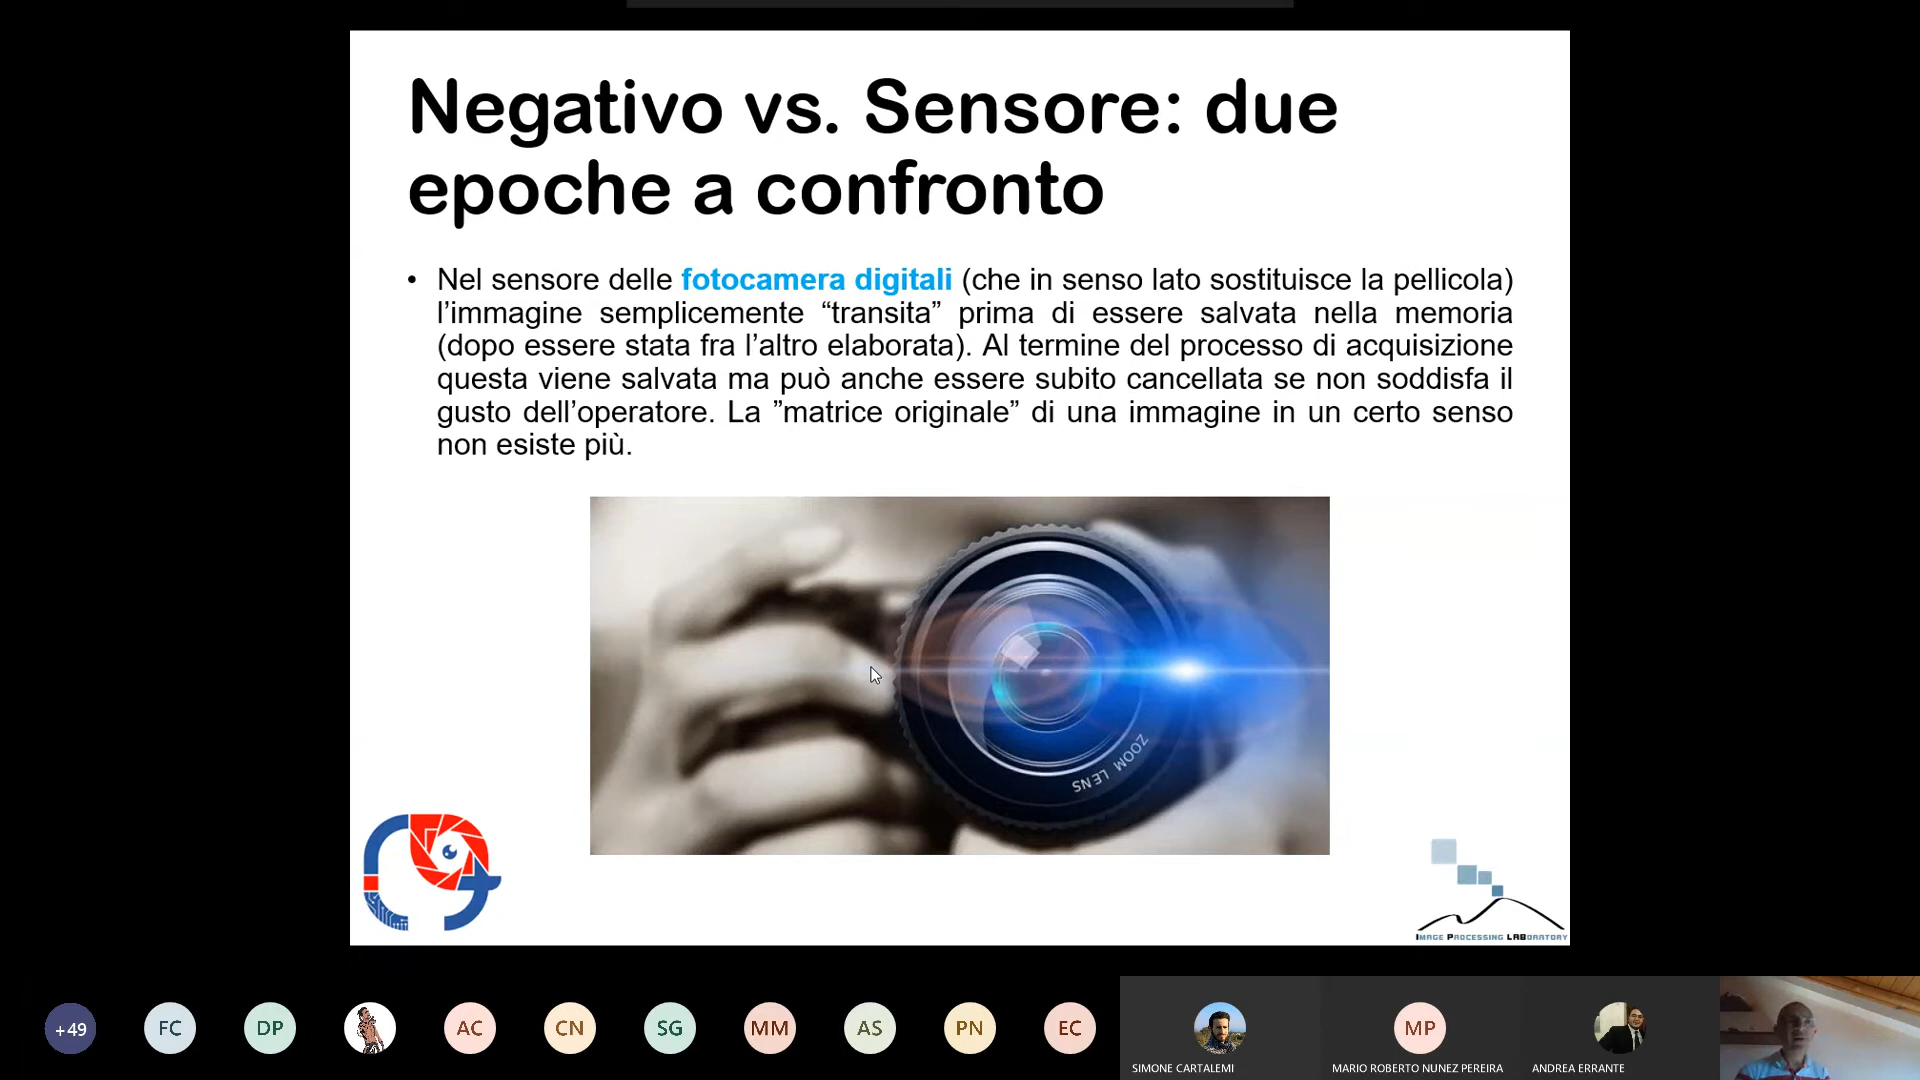 Negativo vs. Sensore: due
epoche a confronto
• Nel sensore delle fotocamera digitali (che in senso lato sostituisce la pellicola)
l’immagine semplicemente “transita” prima di essere salvata nella memoria
(dopo essere stata fra l’altro elaborata). Al termine del processo di acquisizione
questa viene salvata ma può anche essere subito cancellata se non soddisfa il
gusto dell’operatore. La ”matrice originale” di una immagine in un certo senso
non esiste più.
ZOOM LENS
IMAGE PROCESSING LABORATORY
+49
FC
DP
AC
CN
SG
MM
AS
PN
EC
MP
SIMONE CARTALEMI
MARIO ROBERTO NUNEZ PEREIRA
ANDREA ERRANTE